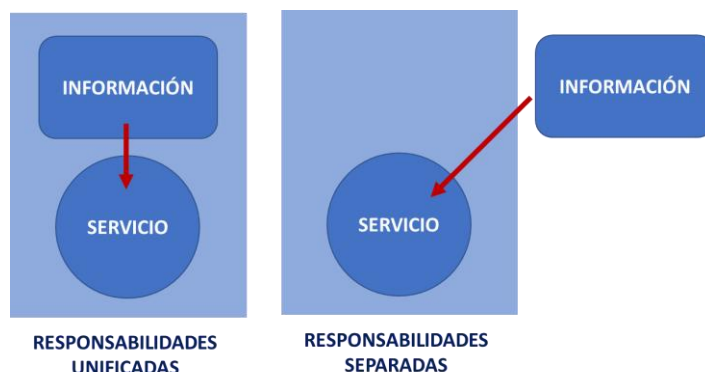 INFORMACIÓN
SERVICIO
RESPONSABILIDADES
UNIFICADAS
INFORMACIÓN
SERVICIO
RESPONSABILIDADES
SEPARADAS